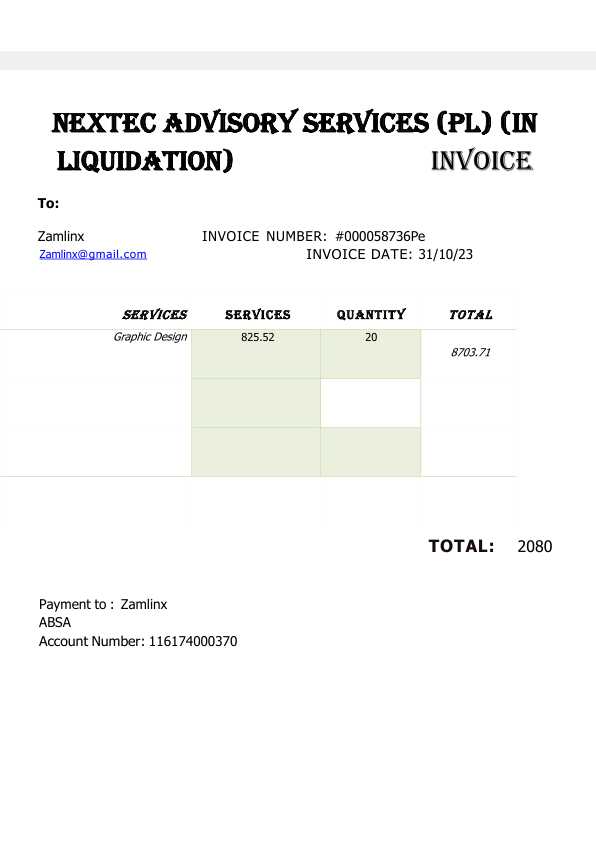 NEXTEC ADVISORY SERVICES (PL) (IN
LIQUIDATION) INVOICE
To:
Zamlinx INVOICE NUMBER: #000058736Pe
Zamlinx@gmail.com INVOICE DATE: 31/10/23
SERVICES SERVICES QUANTITY TOTAL
Graphic Design 825.52 20
8703.71
TOTAL: 2080
Payment to : Zamlinx
ABSA
Account Number: 116174000370